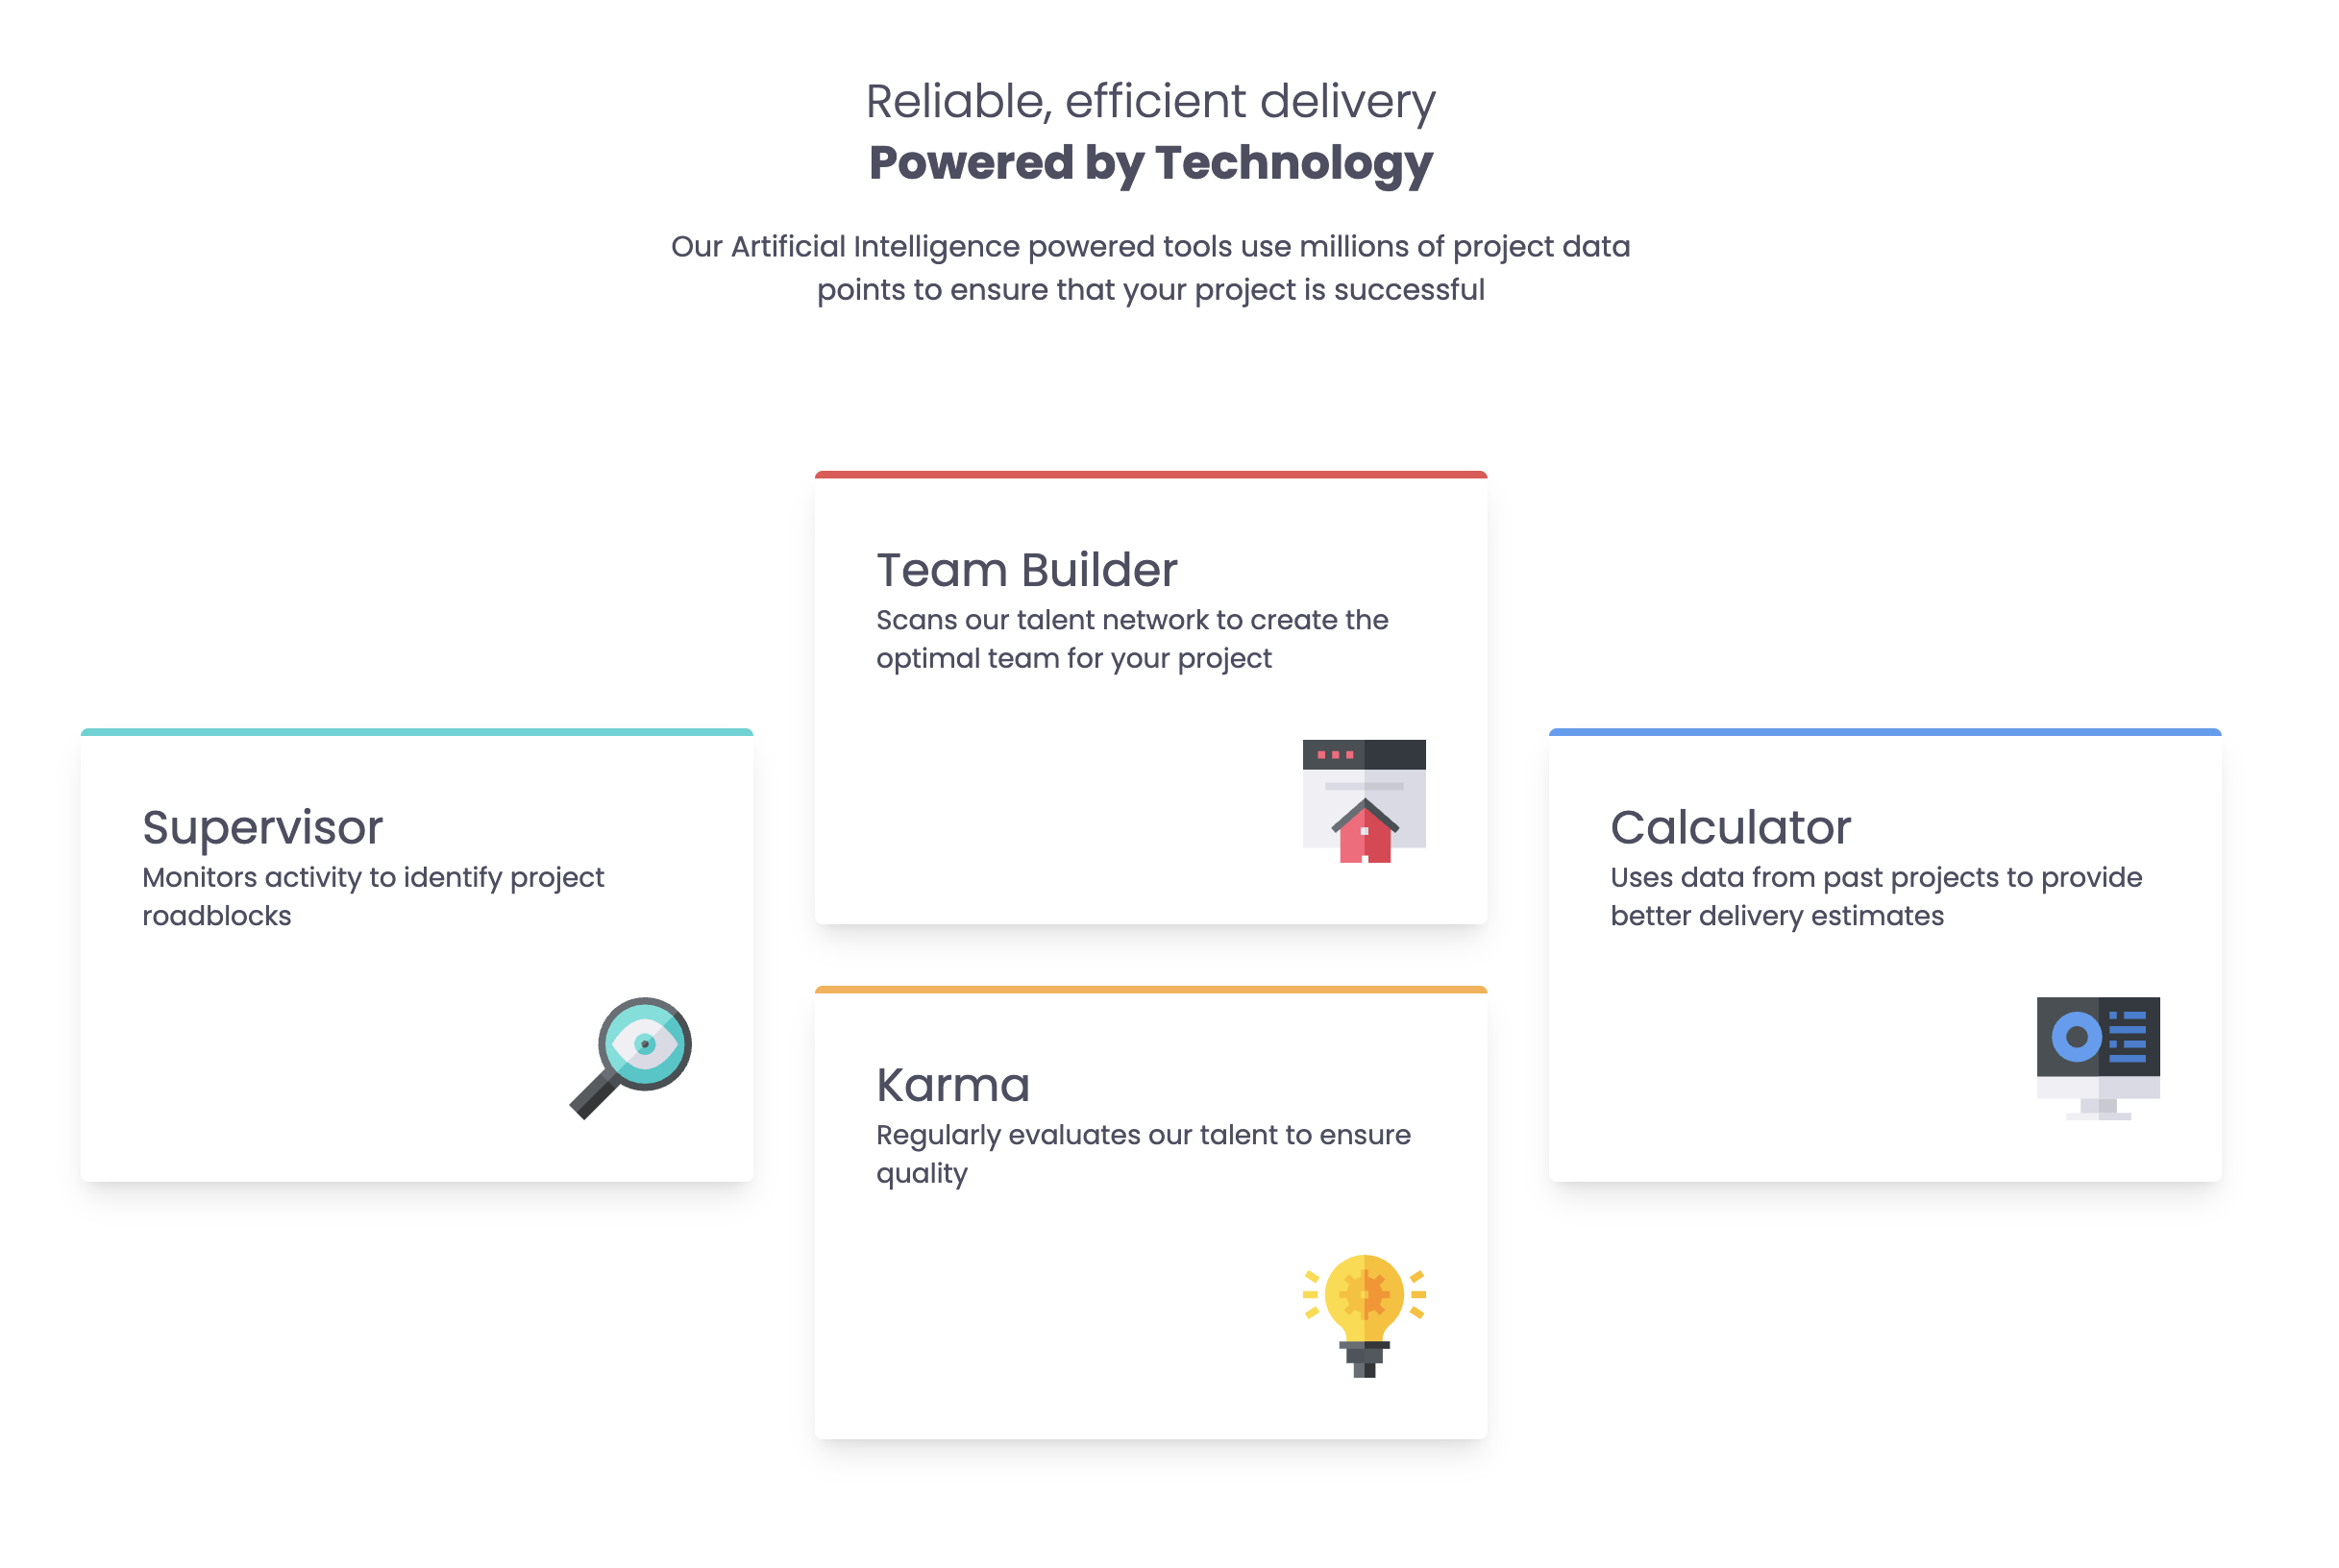 Reliable, efficient delivery
Powered by Technology
Our Artificial Intelligence powered tools use millions of project data
points to ensure that your project is successful
Supervisor
Monitors activity to identify project
roadblocks
Team Builder
Scans our talent network to create the
optimal team for your project
Karma
Regularly evaluates our talent to ensure
quality
Calculator
Uses data from past projects to provide
better delivery estimates